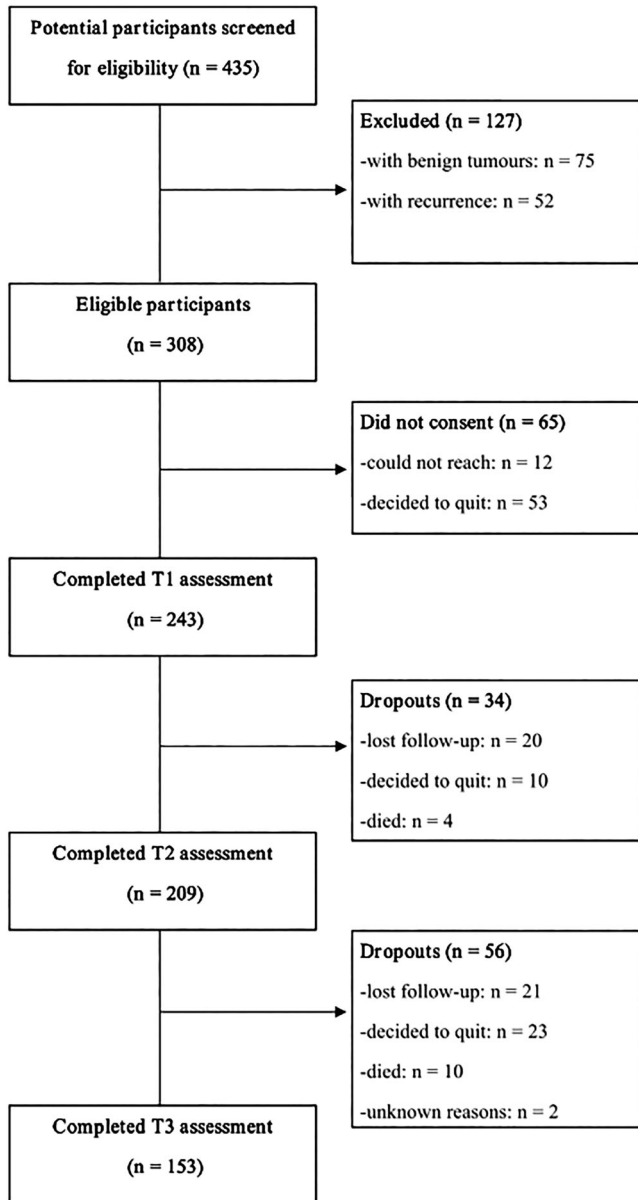 Potential participants screened
for eligibility (n = 435)
Excluded (n = 127)
-with benign tumours: n = 75
-with recurrence: n = 52
Eligible participants
(n = 308)
Did not consent (n = 65)
-could not reach: n = 12
-decided to quit: n = 53
Completed T1 assessment
(n = 243)
Dropouts (n = 34)
-lost follow-up: n = 20
-decided to quit: n = 10
-died: n = 4
Completed T2 assessment
(n = 209)
Dropouts (n = 56)
-lost follow-up: n = 21
-decided to quit: n = 23
-died: n = 10
-unknown reasons: n = 2
Completed T3 assessment
(n = 153)